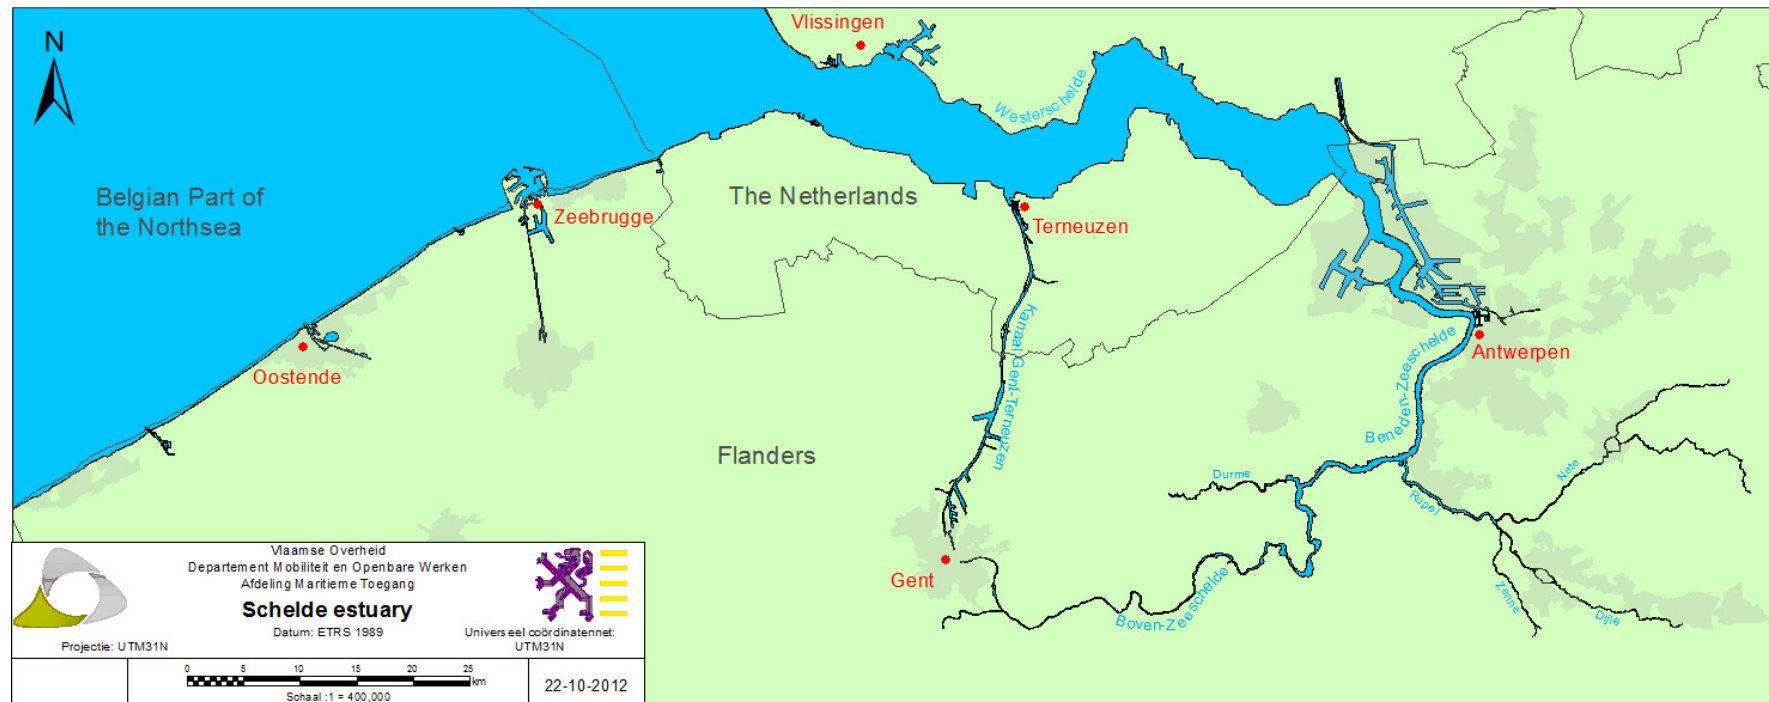 N
Vlissingen
Westerschelde
Belgian Part of
the Northsea
Zeebrugge
The Netherlands
Terneuzen
Oostende
Kanaal Gent-Terneuzen
Antwerpen
Beneden-Zeeschelde
Flanders
Durme
Rupel
Nete
Gent
Boven-Zeeschelde
Zenne
Dijle
Vlaamse Overheid
Departement Mobiliteit en Openbare Werken
Afdeling Maritieme Toegang
Schelde estuary
Datum: ETRS 1989
Projectie: UTM31N
Universeel coördinatennet:
UTM31N
0 5 10 15 20 25
km
Schaal :1 = 400,000
22-10-2012